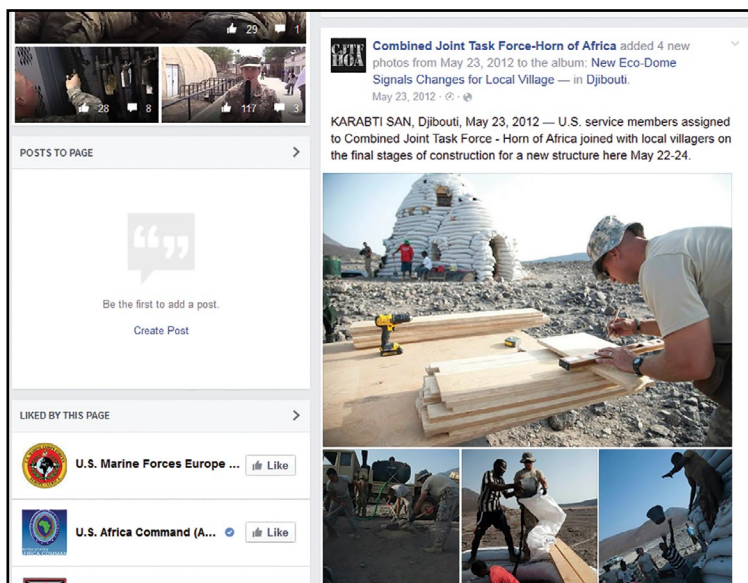 29 1
28 8
117 3
POSTS TO PAGE
Be the first to add a post.
Create Post
LIKED BY THIS PAGE
U.S. Marine Forces Europe ...
Like
U.S. Africa Command (A...
Like
CJTF
HOA
Combined Joint Task Force-Horn of Africa added 4 new
photos from May 23, 2012 to the album: New Eco-Dome
Signals Changes for Local Village — in Djibouti.
May 23, 2012 ·
KARABTI SAN, Djibouti, May 23, 2012 — U.S. service members assigned
to Combined Joint Task Force - Horn of Africa joined with local villagers on
the final stages of construction for a new structure here May 22-24.